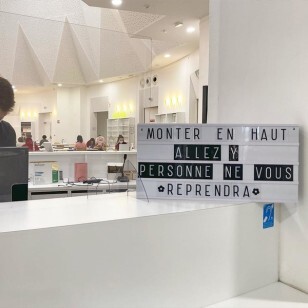 'MONTER EN HAUT'
ALLEZ Y
PERSONNE NE VOUS
REPRENDRA